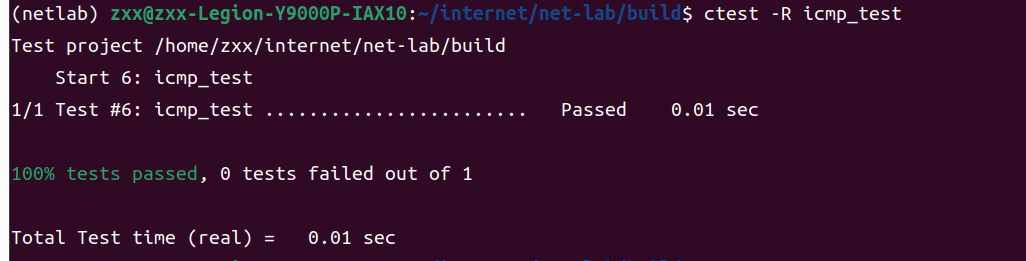 (netlab) zxx@zxx-Legion-Y9000P-IAX10:~/internet/net-lab/build$ ctest -R icmp_test
Test project /home/zxx/internet/net-lab/build
    Start 6: icmp_test
1/1 Test #6: icmp_test ........................   Passed    0.01 sec

100% tests passed, 0 tests failed out of 1

Total Test time (real) =   0.01 sec